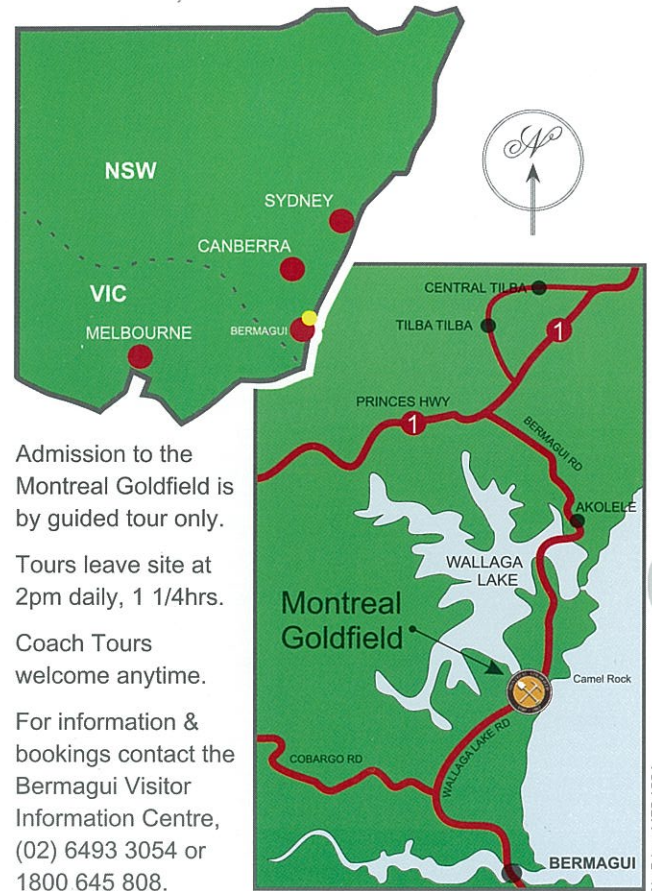 NSW
SYDNEY
CANBERRA
VIC
MELBOURNE
BERMAGUI
N
CENTRAL TILBA
TILBA TILBA
1
PRINCES HWY
1
BERMAGUI RD
AKOLELE
WALLAGA
LAKE
Montreal
Goldfield
Camel Rock
WALLAGA LAKE RD
COBARGO RD
BERMAGUI
Admission to the
Montreal Goldfield is
by guided tour only.
Tours leave site at
2pm daily, 1 1/4hrs.
Coach Tours
welcome anytime.
For information &
bookings contact the
Bermagui Visitor
Information Centre,
(02) 6493 3054 or
1800 645 808.